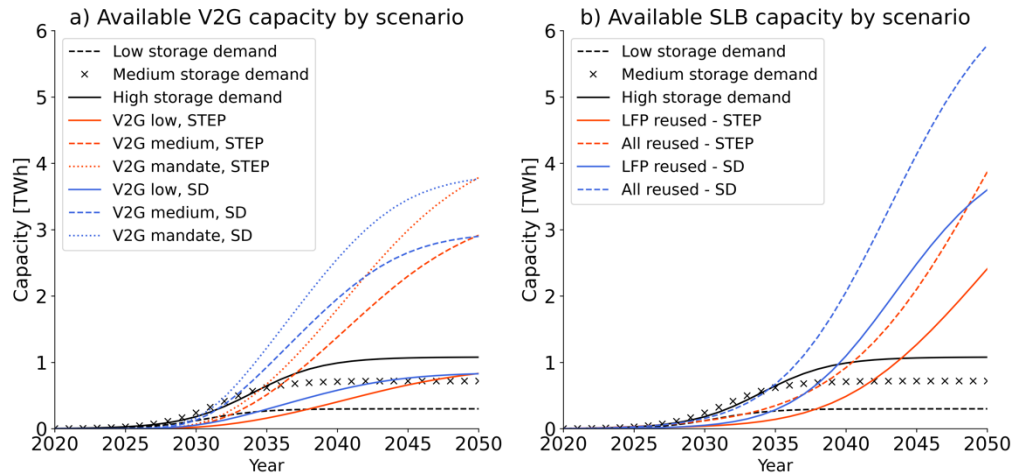 a) Available V2G capacity by scenario
Capacity [TWh]
6
5
4
3
2
1
0
Low storage demand
Medium storage demand
High storage demand
V2G low, STEP
V2G medium, STEP
V2G mandate, STEP
V2G low, SD
V2G medium, SD
V2G mandate, SD
2020 2025 2030 2035 2040 2045 2050
Year
b) Available SLB capacity by scenario
Capacity [TWh]
6
5
4
3
2
1
0
Low storage demand
Medium storage demand
High storage demand
LFP reused - STEP
All reused - STEP
LFP reused - SD
All reused - SD
2020 2025 2030 2035 2040 2045 2050
Year